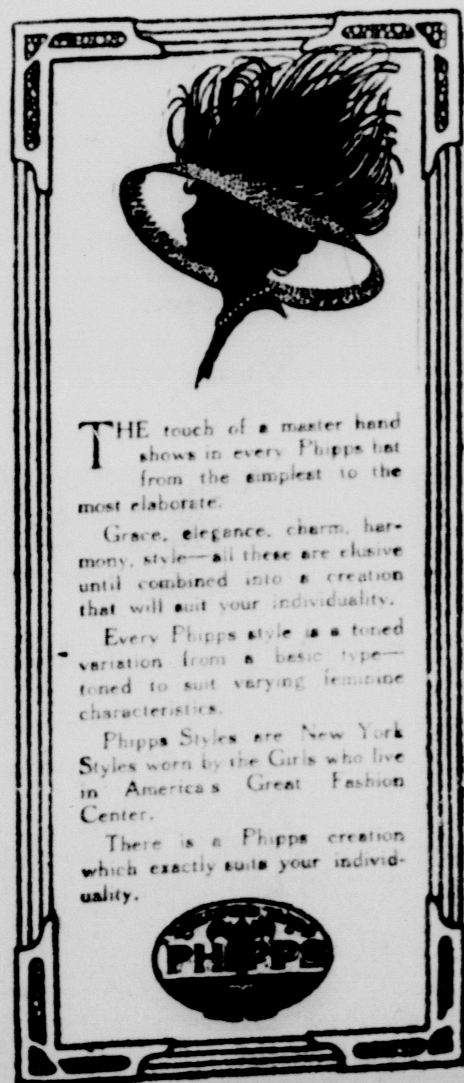 THE touch of a master hand
shows in every Phipps hat
from the simplest to the
most elaborate.
Grace, elegance, charm, har-
mony, style—all these are elusive
until combined into a creation
that will suit your individuality.
Every Phipps style is a toned
variation from a basic type—
toned to suit varying feminine
characteristics.
Phipps Styles are New York
Styles worn by the Girls who live
in America's Great Fashion
Center.
There is a Phipps creation
which exactly suits your individ-
uality.
PHIPPS